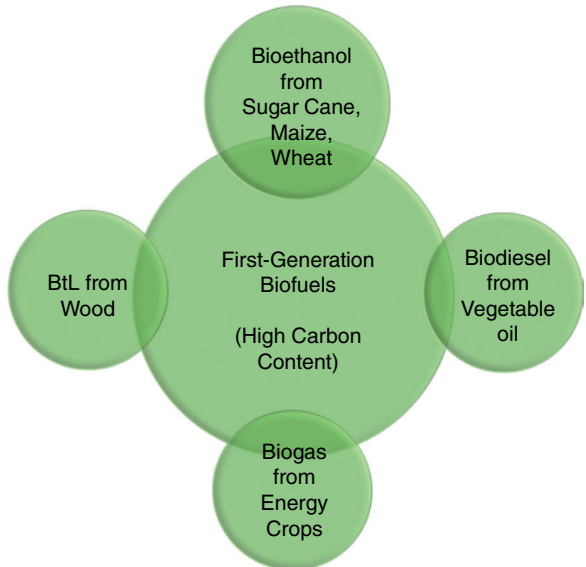 Bioethanol
from
Sugar Cane,
Maize,
Wheat
BtL from
Wood
First-Generation
Biofuels
(High Carbon
Content)
Biodiesel
from
Vegetable
oil
Biogas
from
Energy
Crops